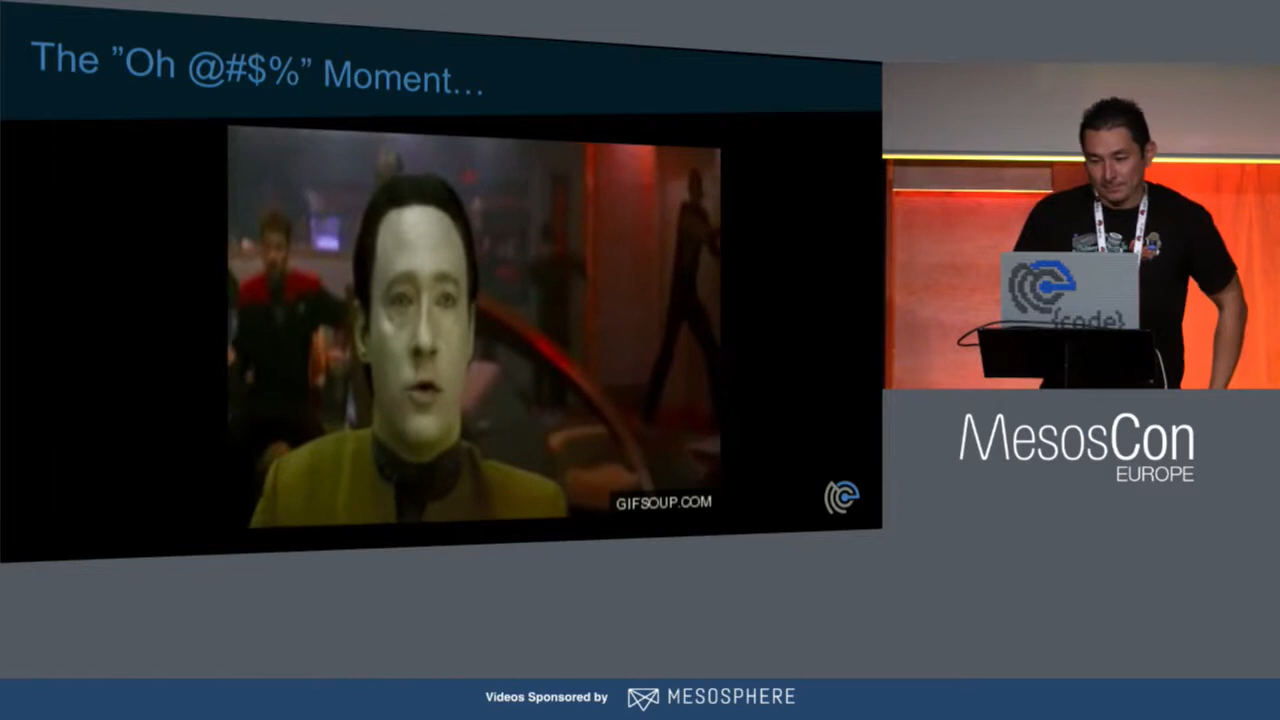 The ”Oh @#$%” Moment…
GIFSOUP.COM
{code}
MesosCon
EUROPE
Videos Sponsored by MESOSPHERE